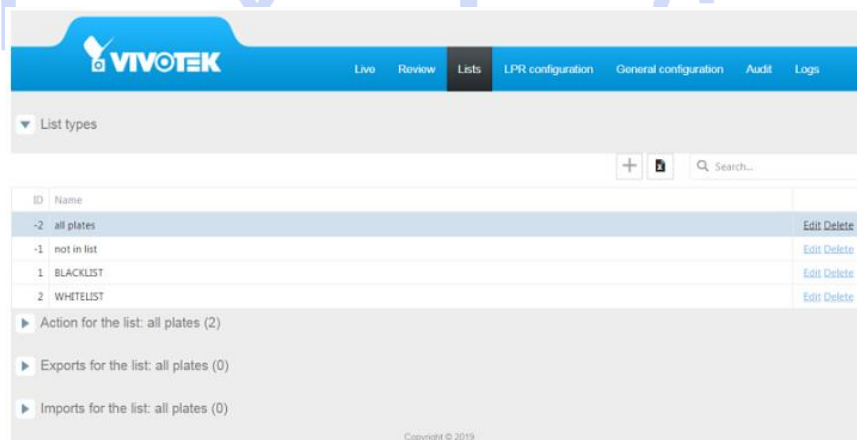 VIVOTEK
Live Review Lists LPR configuration General configuration Audit Logs
List types
Search...
ID Name
-2 all plates Edit Delete
-1 not in list Edit Delete
1 BLACKLIST Edit Delete
2 WHITELIST Edit Delete
Action for the list: all plates (2)
Exports for the list: all plates (0)
Imports for the list: all plates (0)
Copyright © 2019